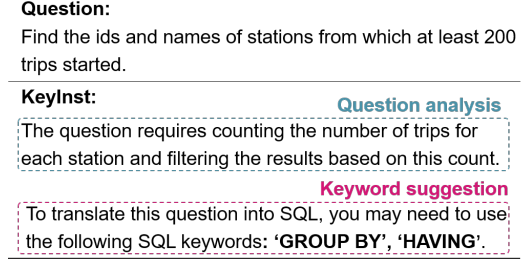 Question:
Find the ids and names of stations from which at least 200
trips started.
KeyInst:
Question analysis
The question requires counting the number of trips for
each station and filtering the results based on this count.
Keyword suggestion
To translate this question into SQL, you may need to use
the following SQL keywords: ‘GROUP BY’, ‘HAVING’.